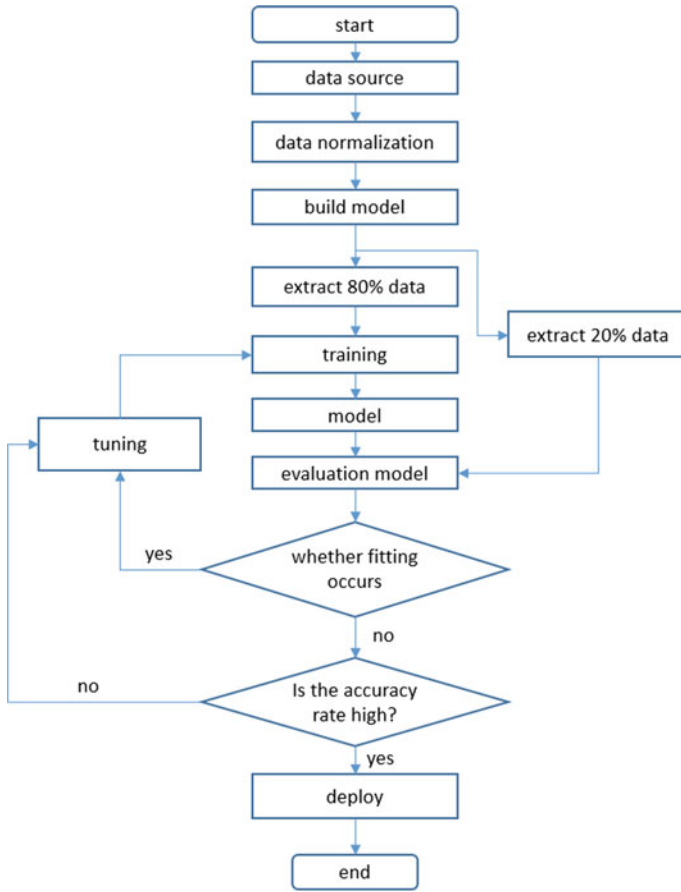 start
data source
data normalization
build model
extract 80% data
extract 20% data
training
model
tuning
evaluation model
yes
whether fitting
occurs
no
no
Is the accuracy
rate high?
yes
deploy
end